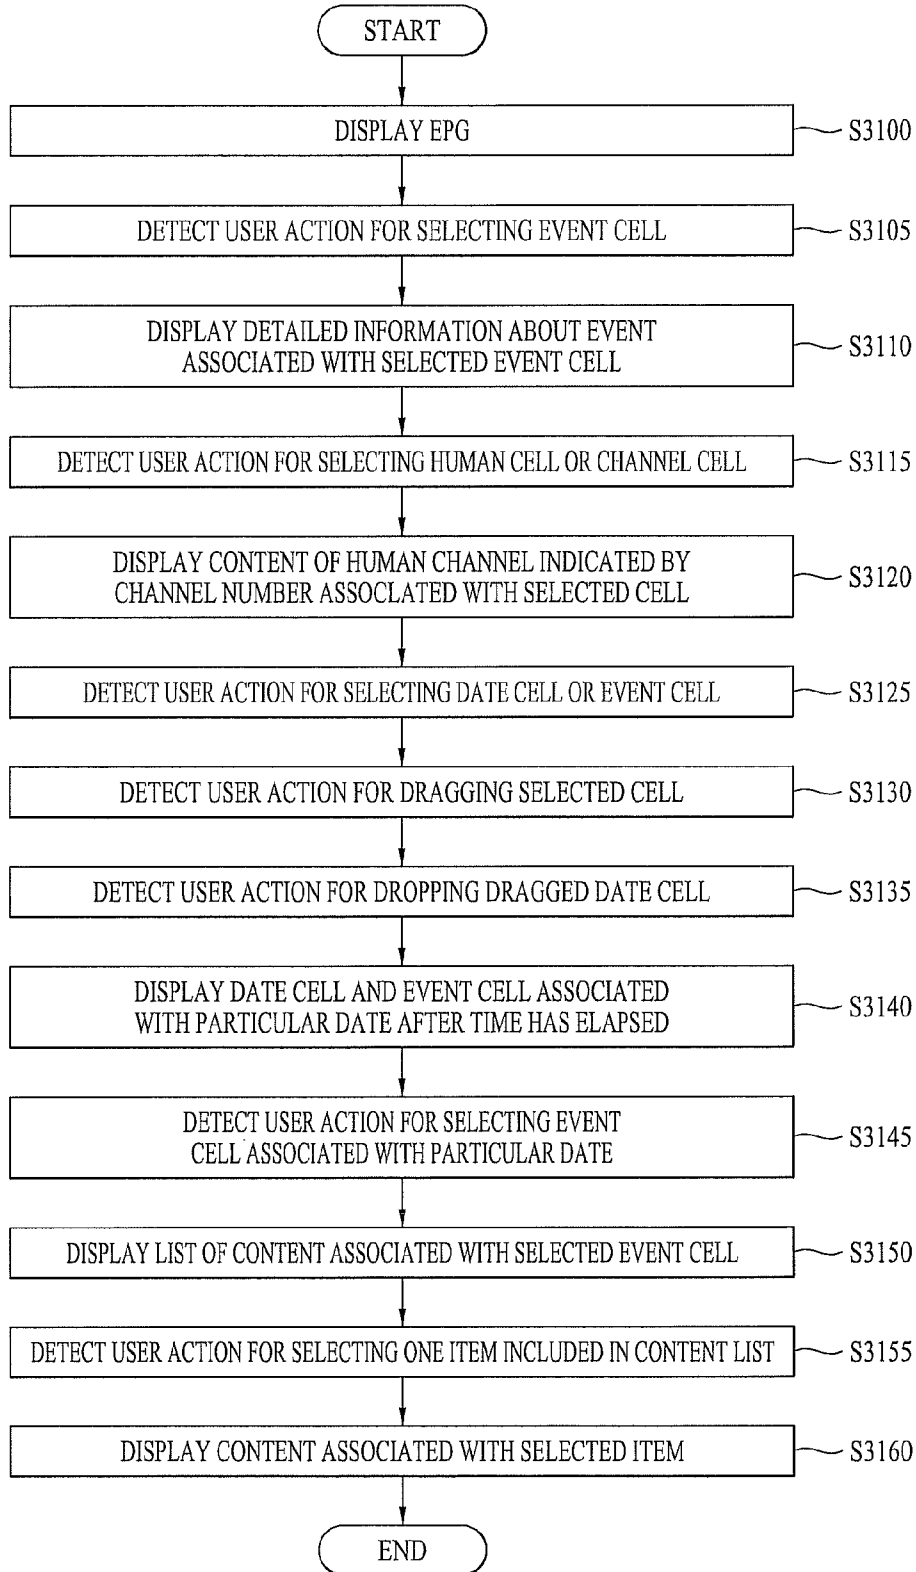 START
DISPLAY EPG
S3100
DETECT USER ACTION FOR SELECTING EVENT CELL
S3105
DISPLAY DETAILED INFORMATION ABOUT EVENT
ASSOCIATED WITH SELECTED EVENT CELL
S3110
DETECT USER ACTION FOR SELECTING HUMAN CELL OR CHANNEL CELL
S3115
DISPLAY CONTENT OF HUMAN CHANNEL INDICATED BY
CHANNEL NUMBER ASSOCLATED WITH SELECTED CELL
S3120
DETECT USER ACTION FOR SELECTING DATE CELL OR EVENT CELL
S3125
DETECT USER ACTION FOR DRAGGING SELECTED CELL
S3130
DETECT USER ACTION FOR DROPPING DRAGGED DATE CELL
S3135
DISPLAY DATE CELL AND EVENT CELL ASSOCIATED
WITH PARTICULAR DATE AFTER TIME HAS ELAPSED
S3140
DETECT USER ACTION FOR SELECTING EVENT
CELL ASSOCIATED WITH PARTICULAR DATE
S3145
DISPLAY LIST OF CONTENT ASSOCIATED WITH SELECTED EVENT CELL
S3150
DETECT USER ACTION FOR SELECTING ONE ITEM INCLUDED IN CONTENT LIST
S3155
DISPLAY CONTENT ASSOCIATED WITH SELECTED ITEM
S3160
END